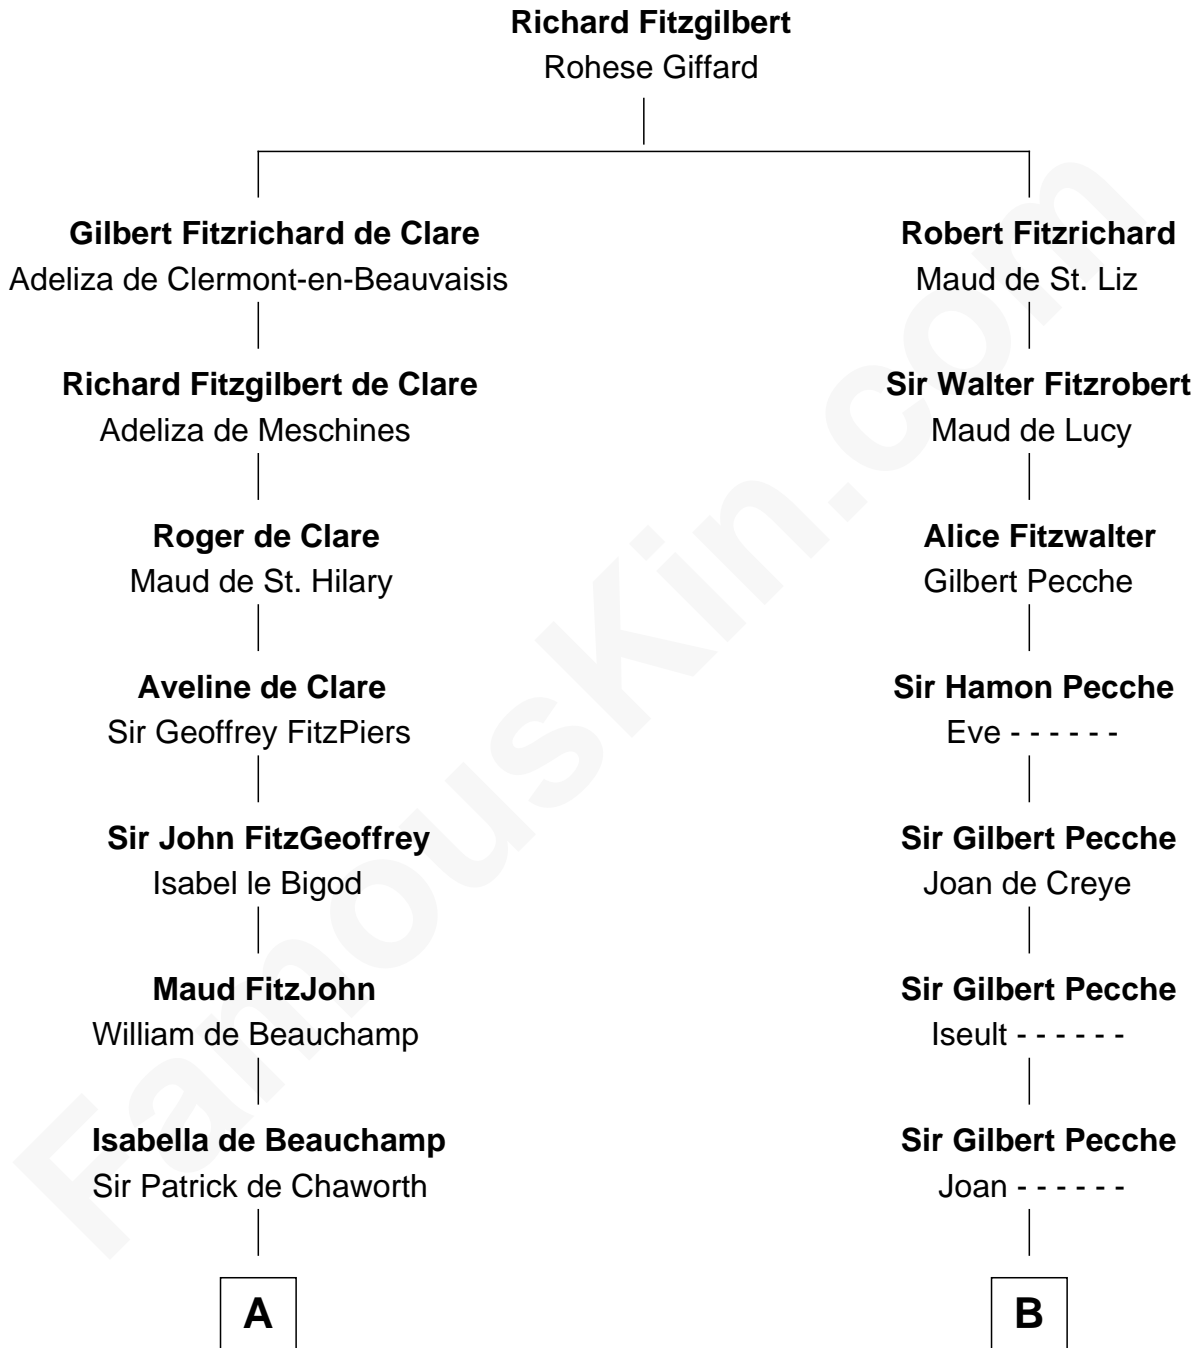 Richard Fitzgilbert
Rohese Giffard
Gilbert Fitzrichard de Clare
Adeliza de Clermont-en-Beauvaisis
Richard Fitzgilbert de Clare
Adeliza de Meschines
Roger de Clare
Maud de St. Hilary
Aveline de Clare
Sir Geoffrey FitzPiers
Sir John FitzGeoffrey
Isabel le Bigod
Maud FitzJohn
William de Beauchamp
Isabella de Beauchamp
Sir Patrick de Chaworth
A
Robert Fitzrichard
Maud de St. Liz
Sir Walter Fitzrobert
Maud de Lucy
Alice Fitzwalter
Gilbert Pecche
Sir Hamon Pecche
Eve - - - - - -
Sir Gilbert Pecche
Joan de Creye
Sir Gilbert Pecche
Iseult - - - - - -
Sir Gilbert Pecche
Joan - - - - - -
B
FamousKin.com